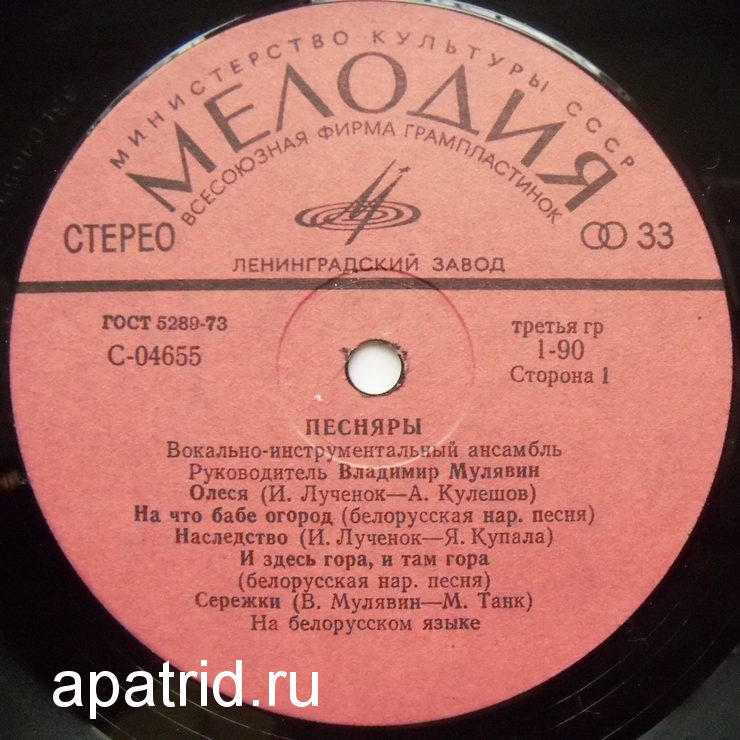 МИНИСТЕРСТВО КУЛЬТУРЫ СССР
МЕЛОДИЯ
ВСЕСОЮЗНАЯ ФИРМА ГРАМПЛАСТИНОК
СТЕРЕО
33
ЛЕНИНГРАДСКИЙ ЗАВОД
ГОСТ 5289-73
третья гр
С-04655
1-90
Сторона 1
ПЕСНЯРЫ
Вокально-инструментальный ансамбль
Руководитель Владимир Мулявин
Олеся (И. Лученок—А. Кулешов)
На что бабе огород (белорусская нар. песня)
Наследство (И. Лученок—Я. Купала)
И здесь гора, и там гора
(белорусская нар. песня)
Сережки (В. Мулявин—М. Танк)
На белорусском языке
apatrid.ru